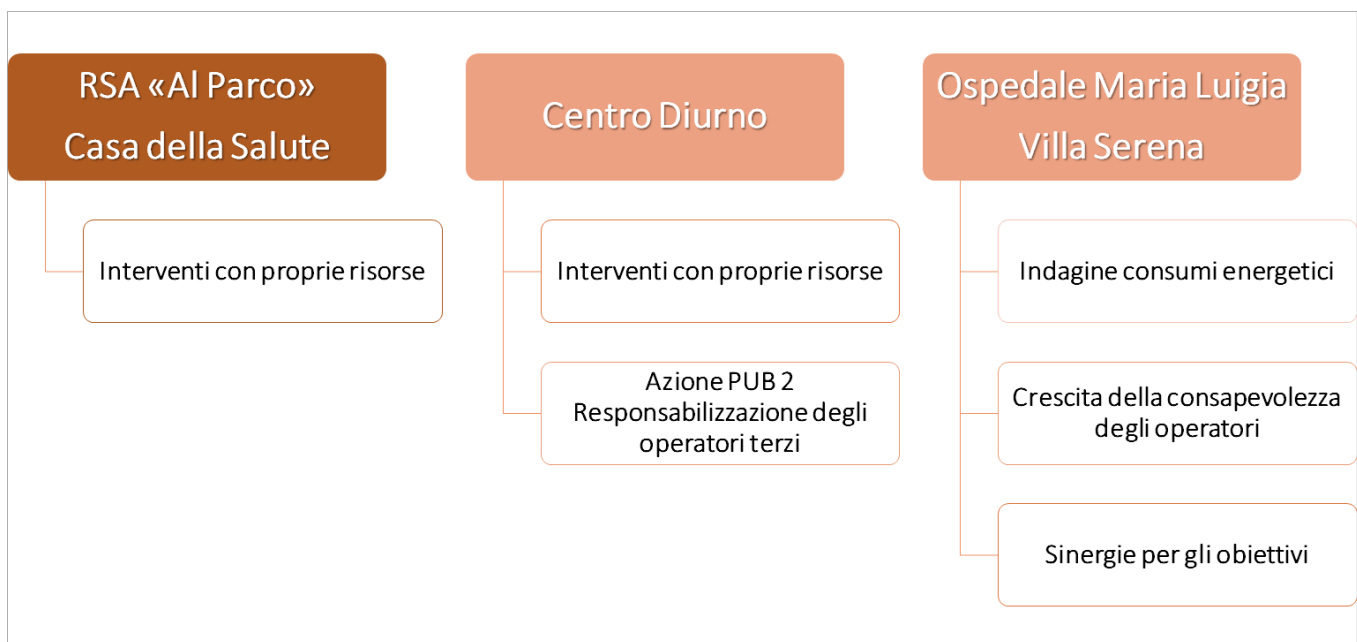 RSA «Al Parco»
Casa della Salute
Interventi con proprie risorse
Centro Diurno
Interventi con proprie risorse
Azione PUB 2
Responsabilizzazione degli
operatori terzi
Ospedale Maria Luigia
Villa Serena
Indagine consumi energetici
Crescita della consapevolezza
degli operatori
Sinergie per gli obiettivi